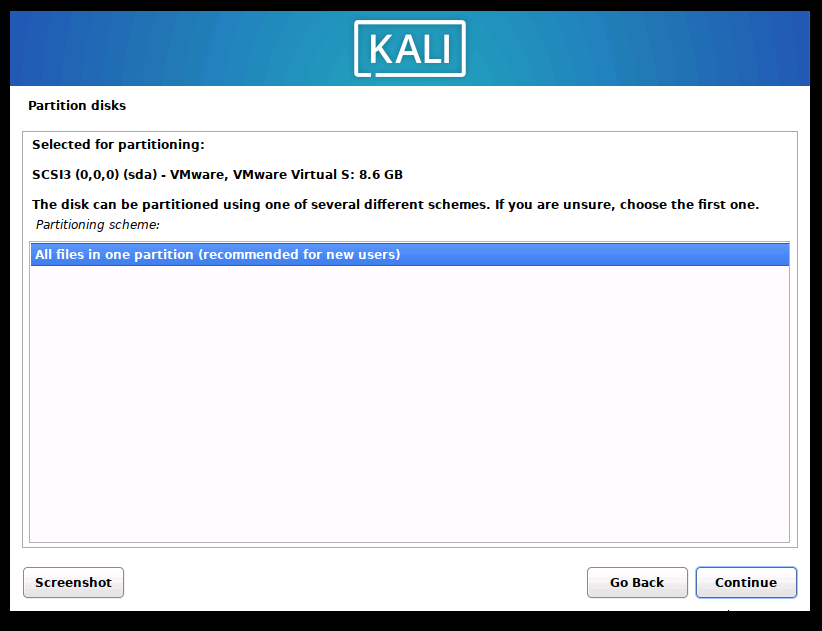 KALI
Partition disks
Selected for partitioning:
SCSI3 (0,0,0) (sda) - VMware, VMware Virtual S: 8.6 GB
The disk can be partitioned using one of several different schemes. If you are unsure, choose the first one.
Partitioning scheme:
All files in one partition (recommended for new users)
Screenshot
Go Back
Continue